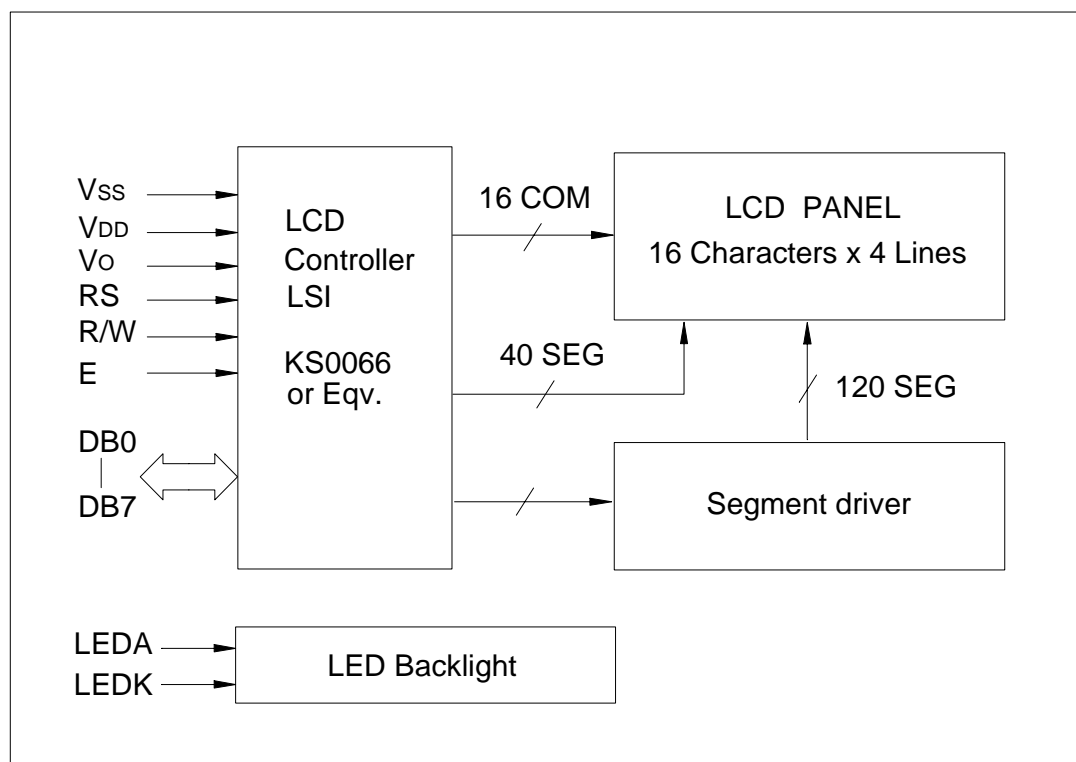 Vss
VDD
Vo
RS
R/W
E
DB0
DB7
LCD
Controller
LSI
KS0066
or Eqv.
16 COM
40 SEG
LCD PANEL
16 Characters x 4 Lines
120 SEG
Segment driver
LEDA
LEDK
LED Backlight